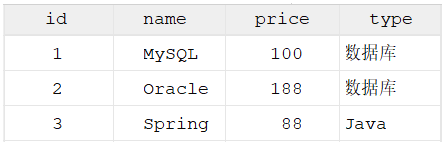 id name price type
1 MySQL 100 数据库
2 Oracle 188 数据库
3 Spring 88 Java